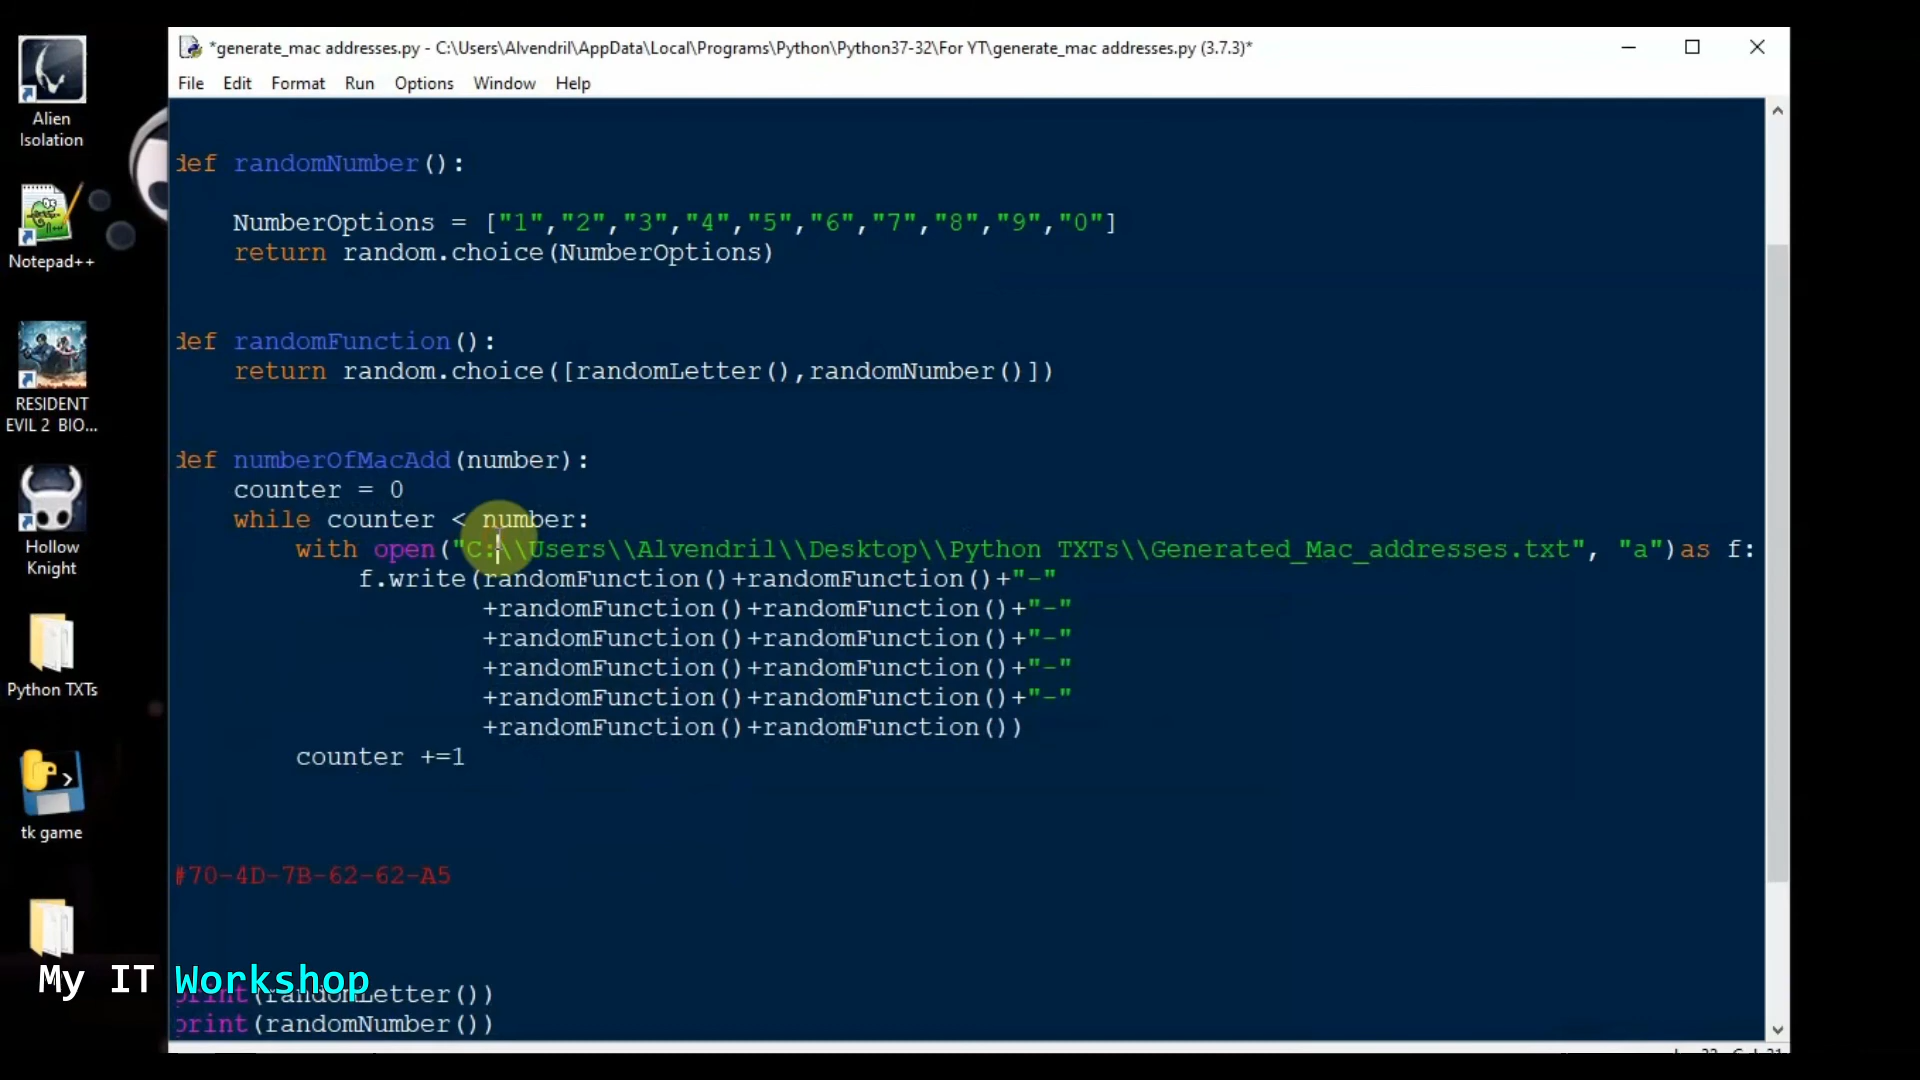 *generate_mac addresses.py - C:\Users\Alvendril\AppData\Local\Programs\Python\Python37-32\For YT\generate_mac addresses.py (3.7.3)*
File Edit Format Run Options Window Help
Alien
Isolation
Notepad++
RESIDENT
EVIL 2 BIO...
Hollow
Knight
Python TXTs
tk game
def randomNumber():
NumberOptions = ["1","2","3","4","5","6","7","8","9","0"]
return random.choice(NumberOptions)
def randomFunction():
return random.choice([randomLetter(),randomNumber()])
def numberOfMacAdd(number):
counter = 0
while counter < number:
with open("C:\\Users\\Alvendril\\Desktop\\Python TXTs\\Generated_Mac_addresses.txt", "a")as f:
f.write(randomFunction()+randomFunction()+"-"
+randomFunction()+randomFunction()+"-"
+randomFunction()+randomFunction()+"-"
+randomFunction()+randomFunction()+"-"
+randomFunction()+randomFunction()+"-"
+randomFunction()+randomFunction())
counter +=1
#70-4D-7B-62-62-A5
My IT Workshop
print(randomLetter())
print(randomNumber())